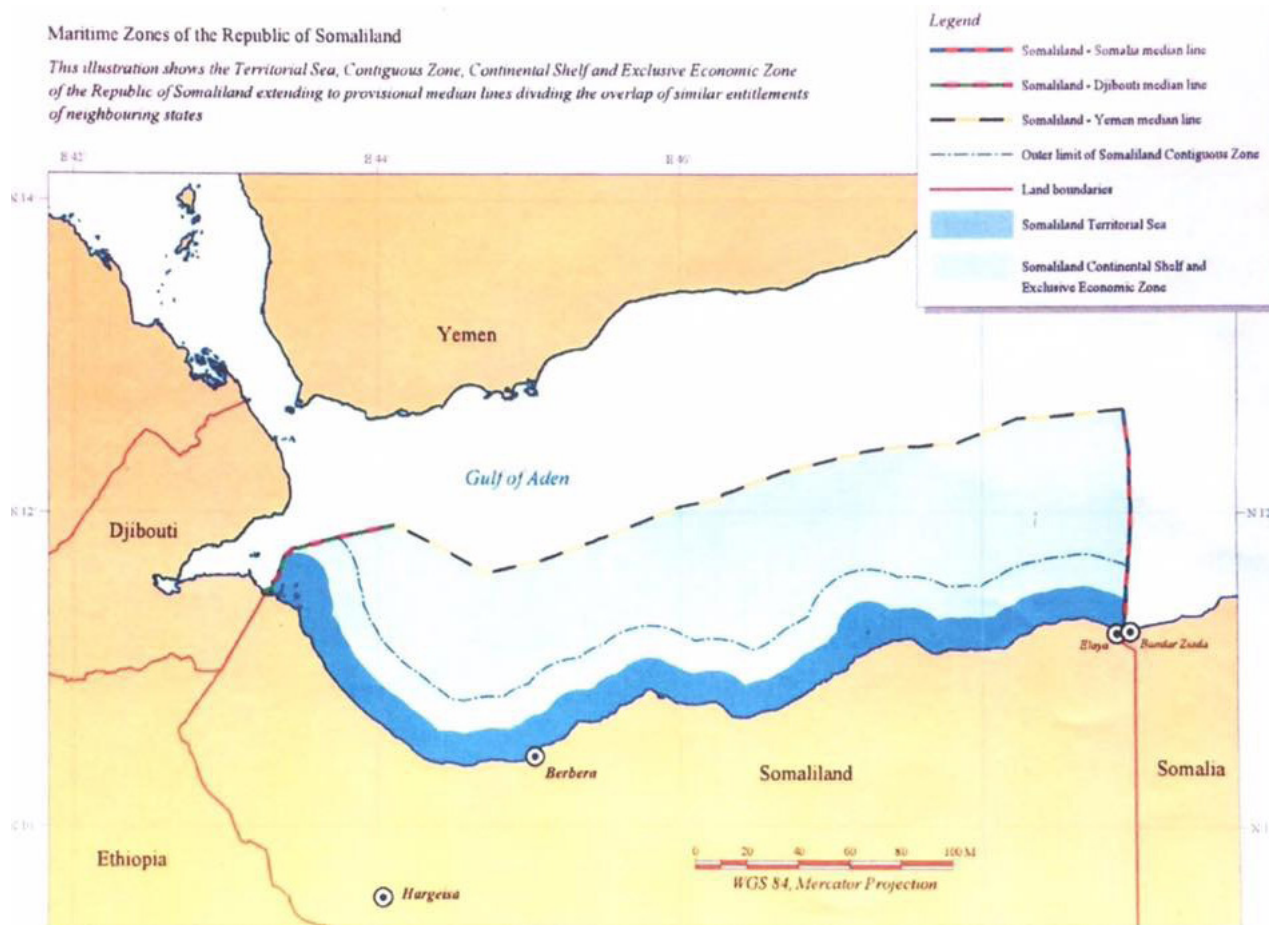 Maritime Zones of the Republic of Somaliland
This illustration shows the Territorial Sea, Contiguous Zone, Continental Shelf and Exclusive Economic Zone
of the Republic of Somaliland extending to provisional median lines dividing the overlap of similar entitlements
of neighbouring states
Legend
Somaliland - Somalia median line
Somaliland - Djibouti median line
Somaliland - Yemen median line
Outer limit of Somaliland Contiguous Zone
Land boundaries
Somaliland Territorial Sea
Somaliland Continental Shelf and
Exclusive Economic Zone
E 42
E 44
E 46
N 14
Yemen
Gulf of Aden
N 12
N 12
Djibouti
Elayo
Bandar Ziada
Berbera
Somaliland
Somalia
N 10
Ethiopia
Hargeisa
0 20 40 60 80 100 M
WGS 84, Mercator Projection